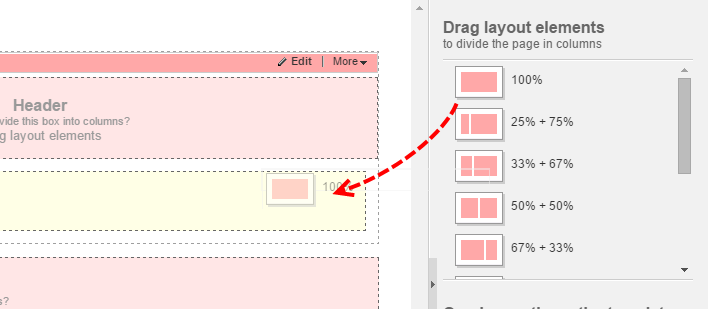 Edit | More
Header
vide this box into columns?
g layout elements
100%
s?
Drag layout elements
to divide the page in columns
100%
25% + 75%
33% + 67%
50% + 50%
67% + 33%